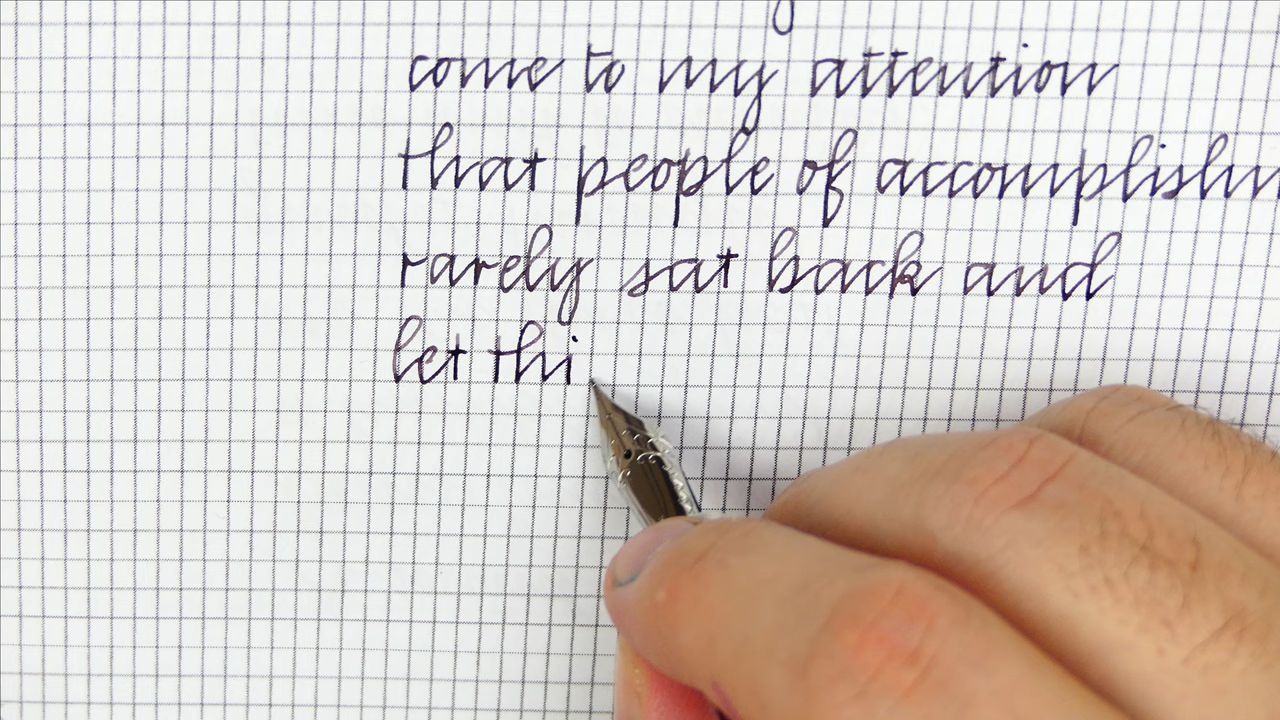 come to my attention
that people of accomplishm
rarely sat back and
let thi